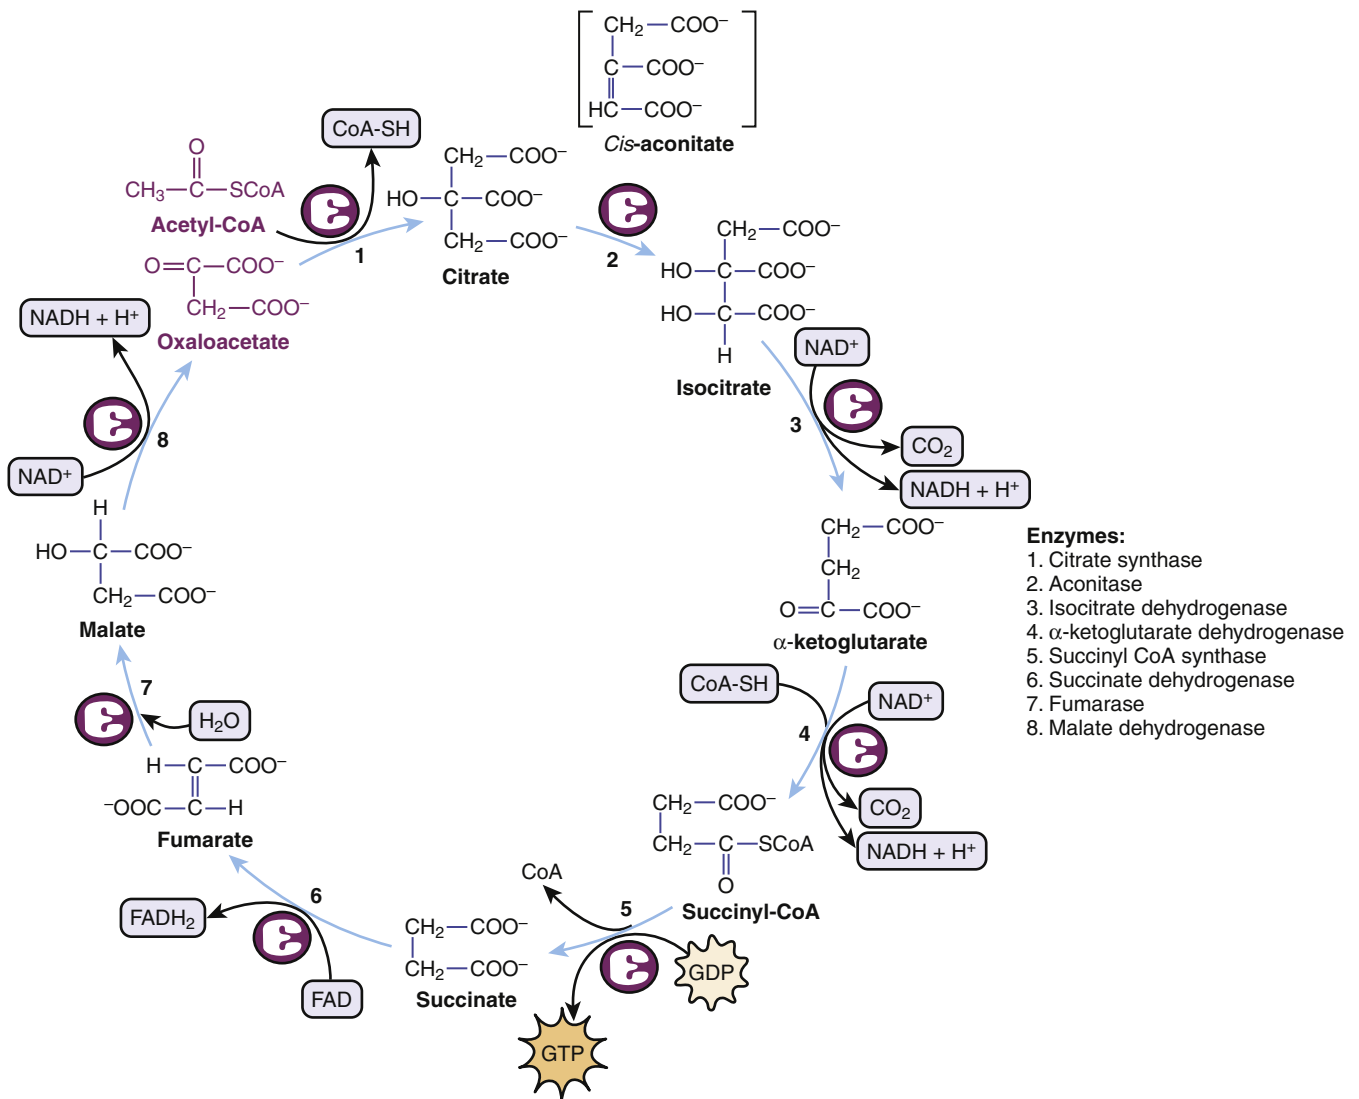 CH₂—COO⁻
C—COO⁻
HC—COO⁻
Cis-aconitate
CoA-SH
O
CH₃—C—SCoA
Acetyl-CoA
1
CH₂—COO⁻
HO—C—COO⁻
CH₂—COO⁻
Citrate
2
O=C—COO⁻
CH₂—COO⁻
Oxaloacetate
CH₂—COO⁻
HO—C—COO⁻
HO—C—COO⁻
H
Isocitrate
NAD⁺
3
CO₂
NADH + H⁺
CH₂—COO⁻
CH₂
O=C—COO⁻
α-ketoglutarate
CoA-SH
NAD⁺
4
CO₂
NADH + H⁺
CH₂—COO⁻
CH₂—C—SCoA
O
Succinyl-CoA
CoA
5
GDP
GTP
CH₂—COO⁻
CH₂—COO⁻
Succinate
6
FADH₂
FAD
H—C—COO⁻
⁻OOC—C—H
Fumarate
7
H₂O
H
HO—C—COO⁻
CH₂—COO⁻
Malate
8
NAD⁺
NADH + H⁺
Enzymes:
1. Citrate synthase
2. Aconitase
3. Isocitrate dehydrogenase
4. α-ketoglutarate dehydrogenase
5. Succinyl CoA synthase
6. Succinate dehydrogenase
7. Fumarase
8. Malate dehydrogenase